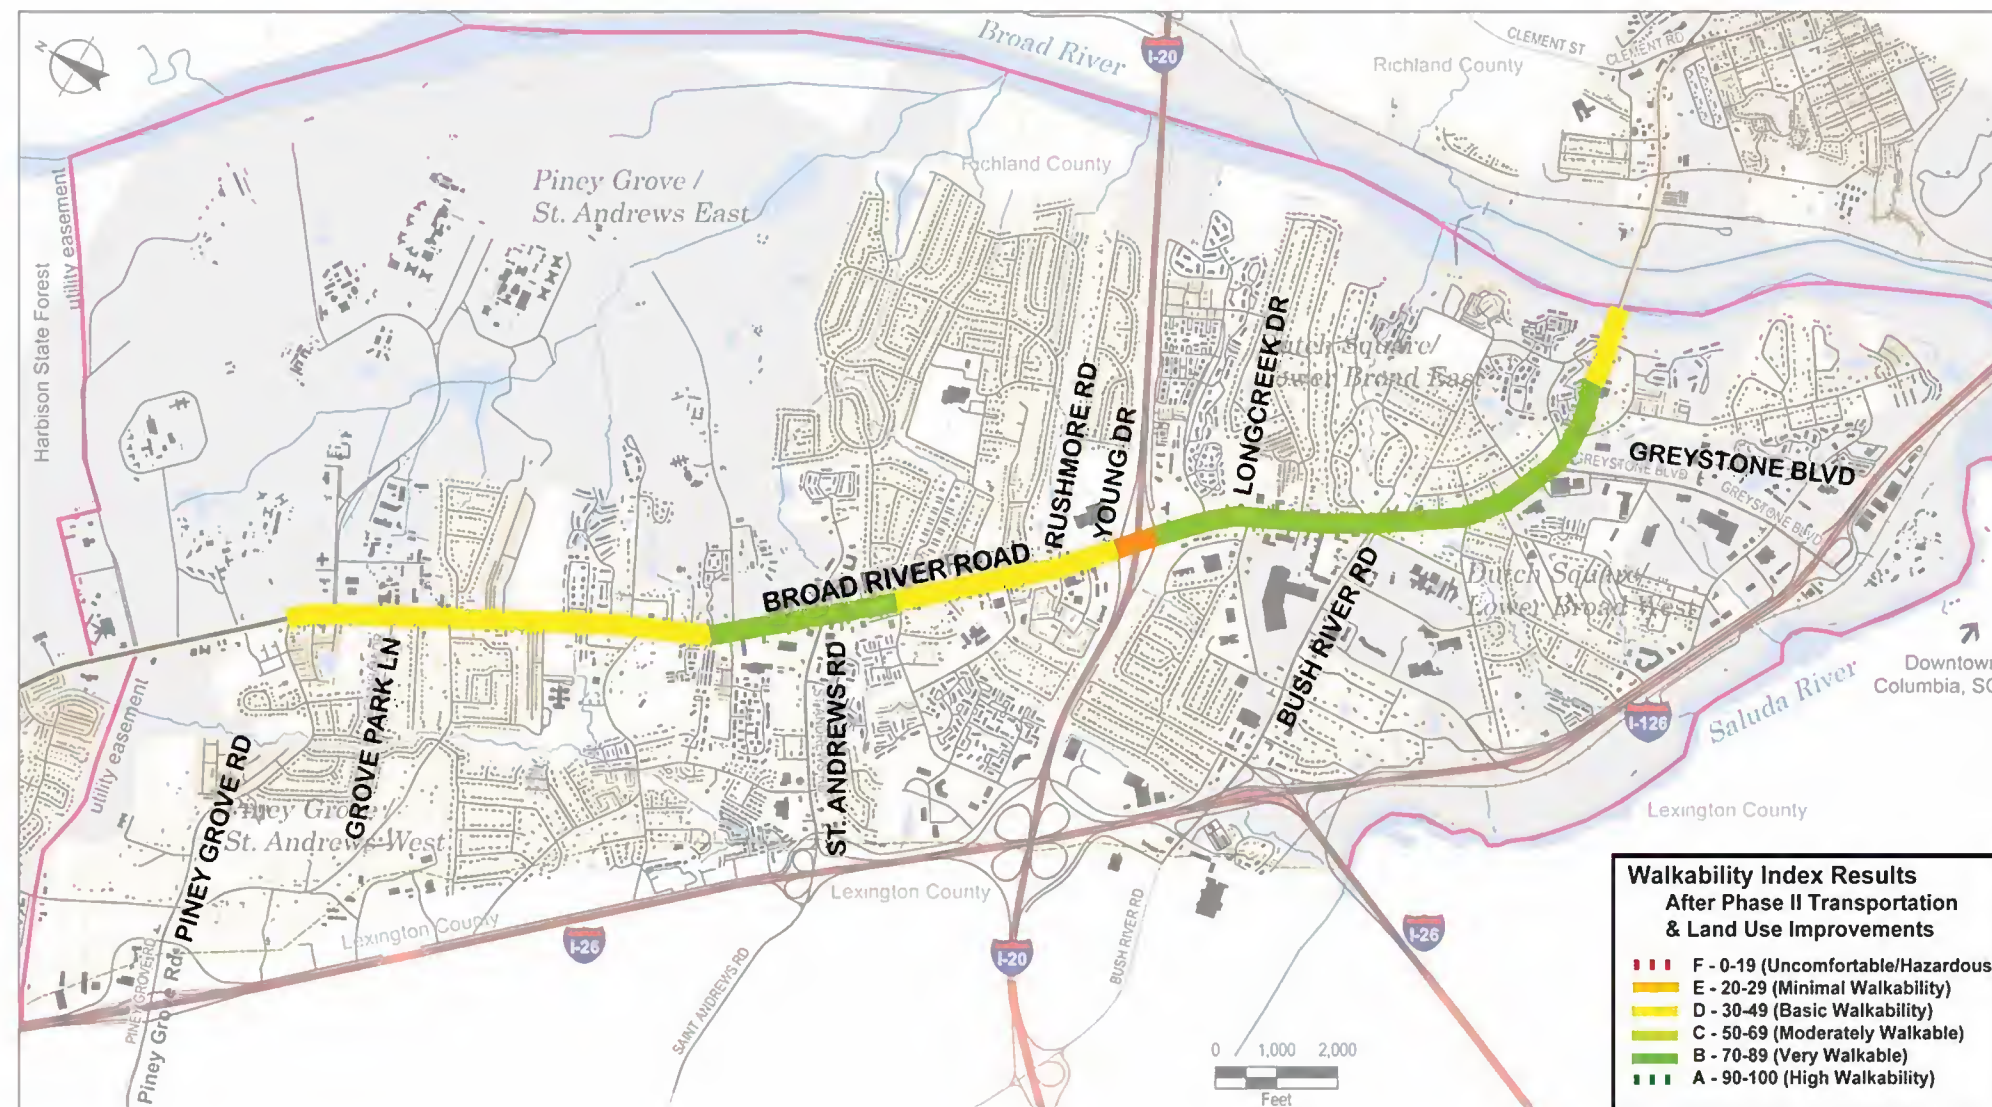 N
Broad River
I-20
CLEMENT ST
CLEMENT RD
Richland County
Piney Grove /
St. Andrews East
Richland County
Harbison State Forest
utility easement
LONGCREEK DR
Lower Broad East
RUSHMORE RD
YOUNG DR
GREYSTONE BLVD
GREYSTONE BLVD
GREYSTONE BLVD
BROAD RIVER ROAD
BUSH RIVER RD
Dutch Square/
Lower Broad West
GROVE PARK LN
ST. ANDREWS RD
Downtown
Columbia, SC
Saluda River
I-126
utility easement
PINEY GROVE RD
St. Andrews West
Lexington County
Lexington County
Lexington County
I-26
I-20
I-26
BUSH RIVER RD
SAINT ANDREWS RD
PINEY GROVE RD
Piney Grove Rd
0 1,000 2,000
Feet
Walkability Index Results
After Phase II Transportation
& Land Use Improvements
F - 0-19 (Uncomfortable/Hazardous
E - 20-29 (Minimal Walkability)
D - 30-49 (Basic Walkability)
C - 50-69 (Moderately Walkable)
B - 70-89 (Very Walkable)
A - 90-100 (High Walkability)